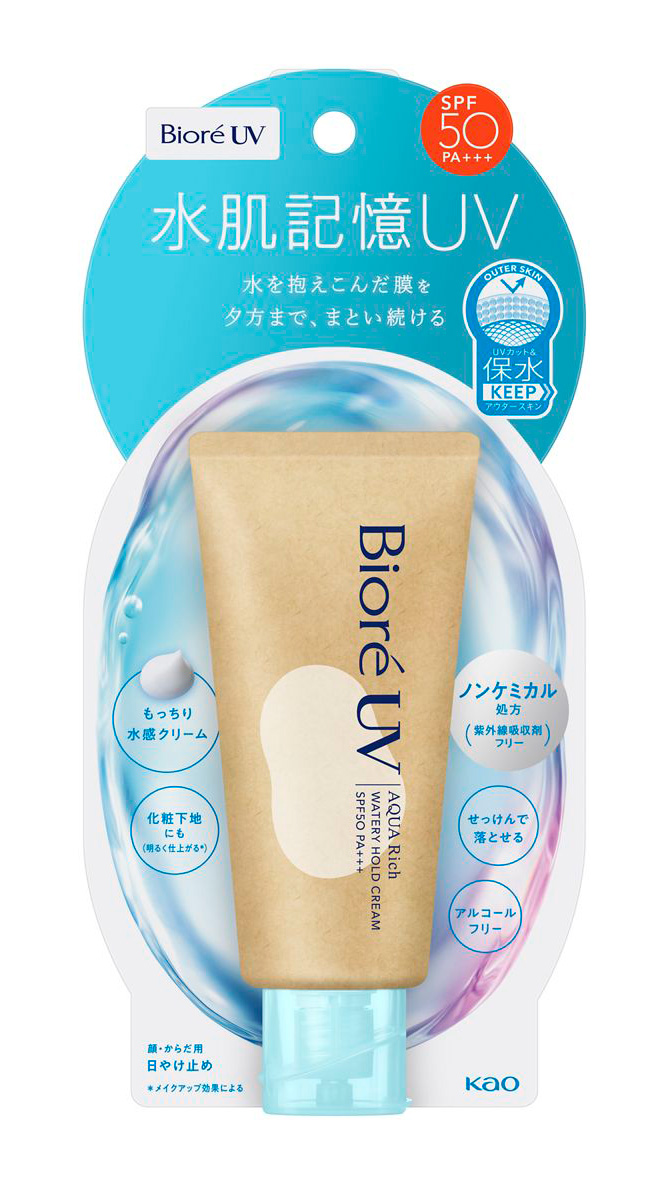 Bioré UV
SPF
50
PA+++
水肌記憶UV
水を抱えこんだ膜を
夕方まで、まとい続ける
OUTER SKIN
UVカット&
保水
KEEP
アウタースキン
Bioré UV
AQUA Rich
WATERY HOLD CREAM
SPF50 PA+++
もっちり
水感クリーム
化粧下地
にも
(明るく仕上がる*)
ノンケミカル
処方
(紫外線吸収剤
フリー)
せっけんで
落とせる
アルコール
フリー
顔・からだ用
日やけ止め
*メイクアップ効果による
Kao